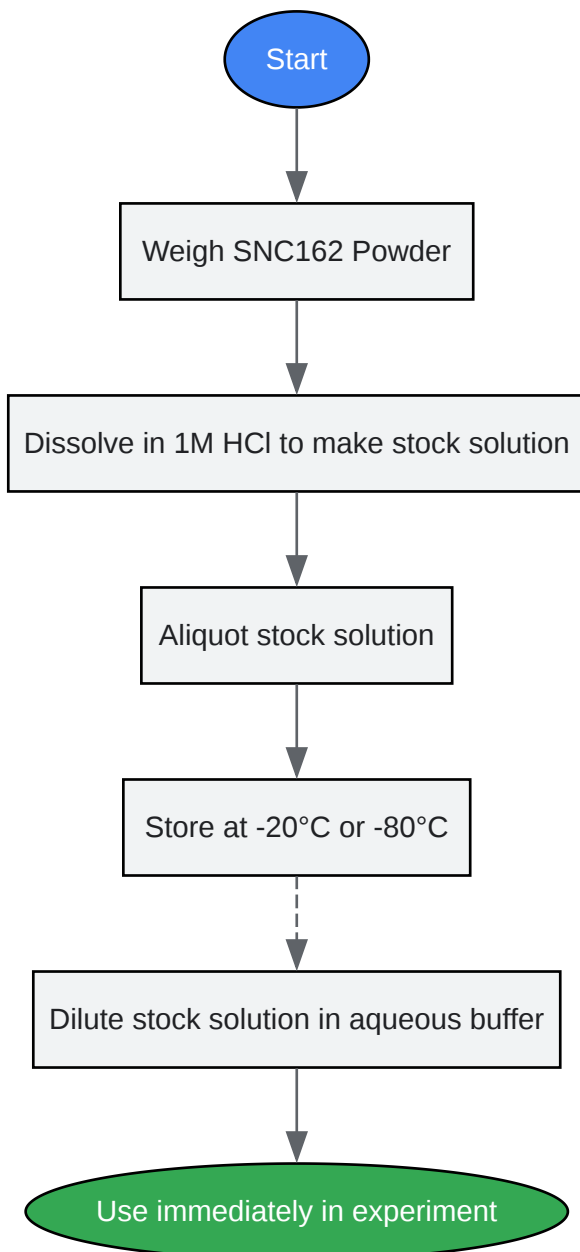 Start
Weigh SNC162 Powder
Dissolve in 1M HCl to make stock solution
Aliquot stock solution
Store at -20°C or -80°C
Dilute stock solution in aqueous buffer
Use immediately in experiment